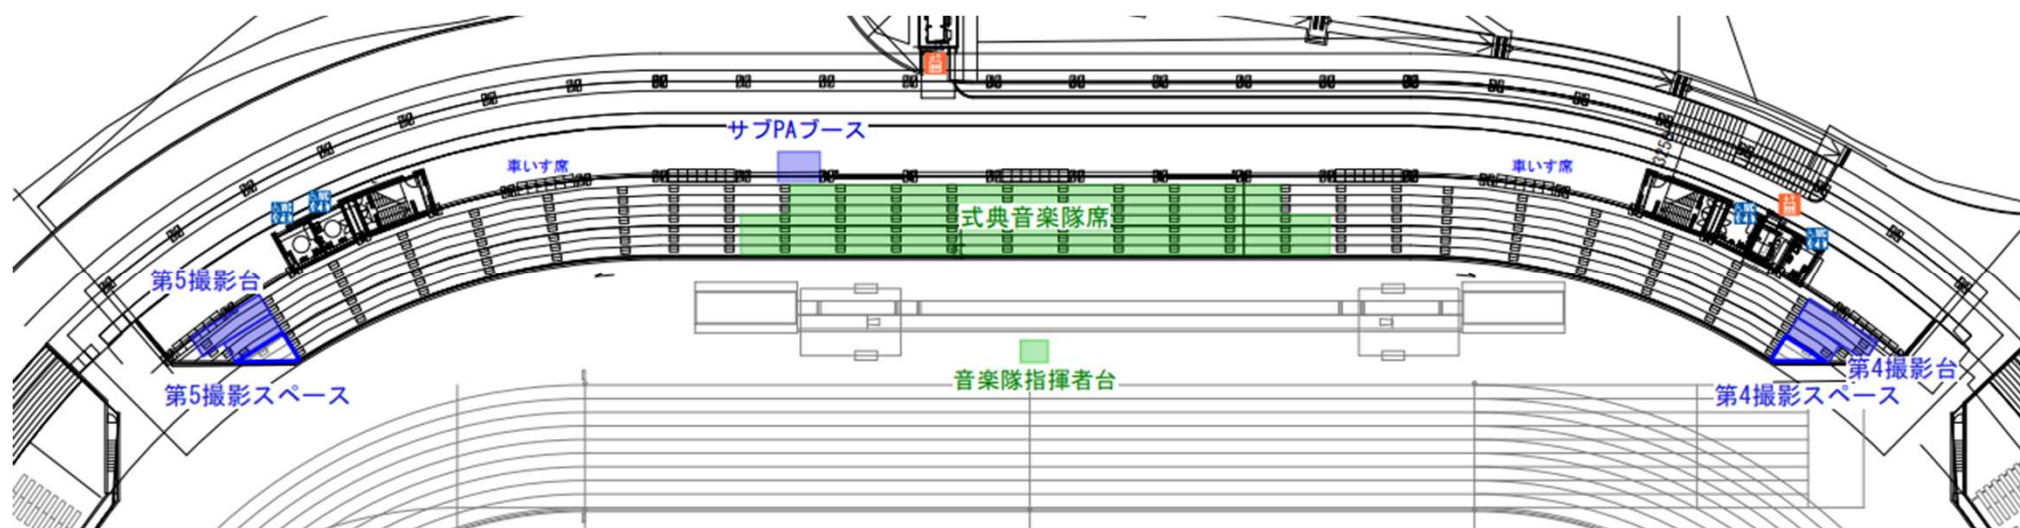 サブPAブース
車いす席
車いす席
式典音楽隊席
第5撮影台
第5撮影スペース
音楽隊指揮者台
第4撮影台
第4撮影スペース